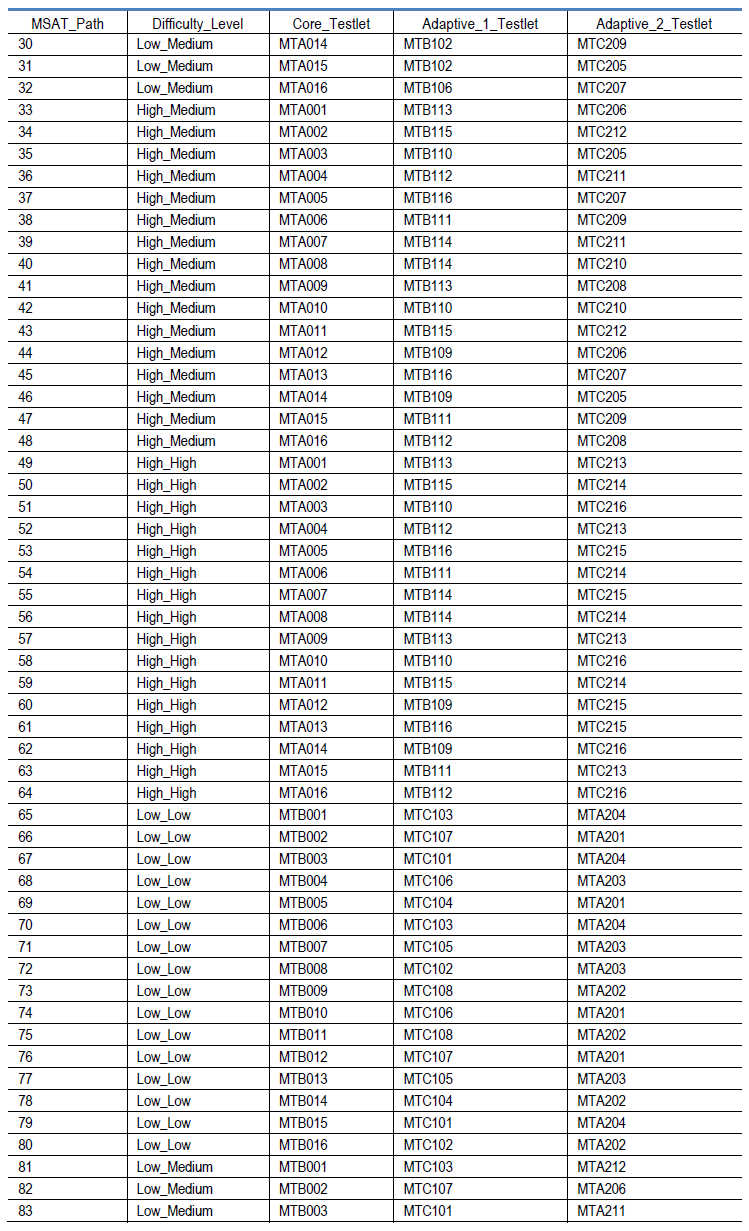 MSAT_Path Difficulty_Level Core_Testlet Adaptive_1_Testlet Adaptive_2_Testlet
30 Low_Medium MTA014 MTB102 MTC209
31 Low_Medium MTA015 MTB102 MTC205
32 Low_Medium MTA016 MTB106 MTC207
33 High_Medium MTA001 MTB113 MTC206
34 High_Medium MTA002 MTB115 MTC212
35 High_Medium MTA003 MTB110 MTC205
36 High_Medium MTA004 MTB112 MTC211
37 High_Medium MTA005 MTB116 MTC207
38 High_Medium MTA006 MTB111 MTC209
39 High_Medium MTA007 MTB114 MTC211
40 High_Medium MTA008 MTB114 MTC210
41 High_Medium MTA009 MTB113 MTC208
42 High_Medium MTA010 MTB110 MTC210
43 High_Medium MTA011 MTB115 MTC212
44 High_Medium MTA012 MTB109 MTC206
45 High_Medium MTA013 MTB116 MTC207
46 High_Medium MTA014 MTB109 MTC205
47 High_Medium MTA015 MTB111 MTC209
48 High_Medium MTA016 MTB112 MTC208
49 High_High MTA001 MTB113 MTC213
50 High_High MTA002 MTB115 MTC214
51 High_High MTA003 MTB110 MTC216
52 High_High MTA004 MTB112 MTC213
53 High_High MTA005 MTB116 MTC215
54 High_High MTA006 MTB111 MTC214
55 High_High MTA007 MTB114 MTC215
56 High_High MTA008 MTB114 MTC214
57 High_High MTA009 MTB113 MTC213
58 High_High MTA010 MTB110 MTC216
59 High_High MTA011 MTB115 MTC214
60 High_High MTA012 MTB109 MTC215
61 High_High MTA013 MTB116 MTC215
62 High_High MTA014 MTB109 MTC216
63 High_High MTA015 MTB111 MTC213
64 High_High MTA016 MTB112 MTC216
65 Low_Low MTB001 MTC103 MTA204
66 Low_Low MTB002 MTC107 MTA201
67 Low_Low MTB003 MTC101 MTA204
68 Low_Low MTB004 MTC106 MTA203
69 Low_Low MTB005 MTC104 MTA201
70 Low_Low MTB006 MTC103 MTA204
71 Low_Low MTB007 MTC105 MTA203
72 Low_Low MTB008 MTC102 MTA203
73 Low_Low MTB009 MTC108 MTA202
74 Low_Low MTB010 MTC106 MTA201
75 Low_Low MTB011 MTC108 MTA202
76 Low_Low MTB012 MTC107 MTA201
77 Low_Low MTB013 MTC105 MTA203
78 Low_Low MTB014 MTC104 MTA202
79 Low_Low MTB015 MTC101 MTA204
80 Low_Low MTB016 MTC102 MTA202
81 Low_Medium MTB001 MTC103 MTA212
82 Low_Medium MTB002 MTC107 MTA206
83 Low_Medium MTB003 MTC101 MTA211